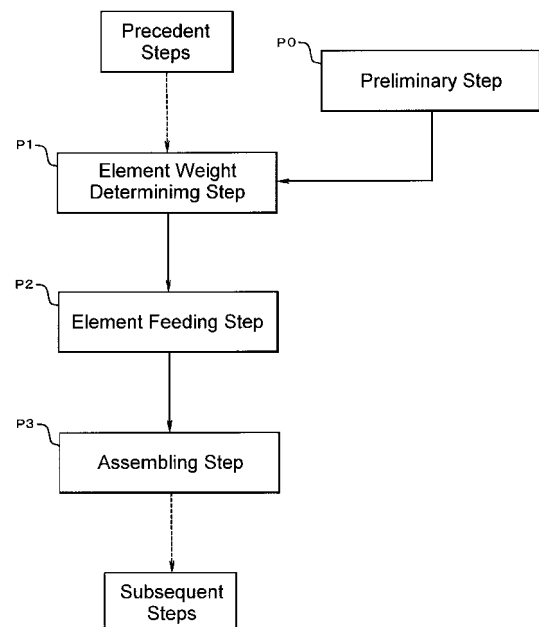 Precedent
Steps
P0
Preliminary Step
P1
Element Weight
Determinimg Step
P2
Element Feeding Step
P3
Assembling Step
Subsequent
Steps